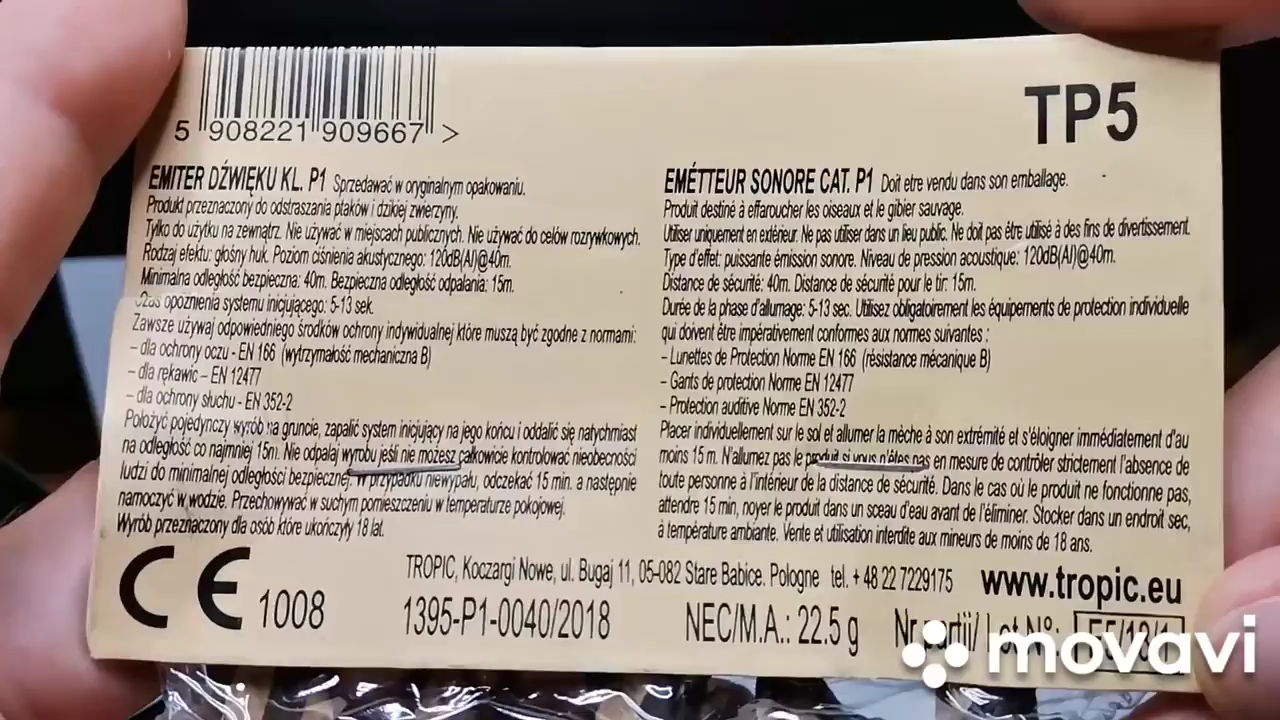 5 908221 909667 >
TP5
EMITER DŹWIĘKU KL. P1 Sprzedawać w oryginalnym opakowaniu.
Produkt przeznaczony do odstraszania ptaków i dzikiej zwierzyny.
Tylko do użytku na zewnątrz. Nie używać w miejscach publicznych. Nie używać do celów rozrywkowych.
Rodzaj efektu: głośny huk. Poziom ciśnienia akustycznego: 120dB(AI)@40m.
Minimalna odległość bezpieczna: 40m. Bezpieczna odległość odpalania: 15m.
Czas opóźnienia systemu inicjującego: 5-13 sek.
Zawsze używaj odpowiedniego środków ochrony indywidualnej które muszą być zgodne z normami:
– dla ochrony oczu - EN 166 (wytrzymałość mechaniczna B)
– dla rękawic – EN 12477
– dla ochrony słuchu - EN 352-2
Położyć pojedynczy wyrób na gruncie, zapalić system inicjujący na jego końcu i oddalić się natychmiast
na odległość co najmniej 15m. Nie odpalaj wyrobu jeśli nie możesz całkowicie kontrolować nieobecności
ludzi do minimalnej odległości bezpiecznej. W przypadku niewypału, odczekać 15 min. a następnie
namoczyć w wodzie. Przechowywać w suchym pomieszczeniu w temperaturze pokojowej.
Wyrób przeznaczony dla osób które ukończyły 18 lat.
EMÉTTEUR SONORE CAT. P1 Doit etre vendu dans son emballage.
Produit destiné à effaroucher les oiseaux et le gibier sauvage.
Utiliser uniquement en extérieur. Ne pas utiliser dans un lieu public. Ne doit pas être utilisé à des fins de divertissement.
Type d'effet: puissante émission sonore. Niveau de pression acoustique: 120dB(AI)@40m.
Distance de sécurité: 40m. Distance de sécurité pour le tir: 15m.
Durée de la phase d'allumage: 5-13 sec. Utilisez obligatoirement les équipements de protection individuelle
qui doivent être impérativement conformes aux normes suivantes :
– Lunettes de Protection Norme EN 166 (résistance mécanique B)
– Gants de protection Norme EN 12477
– Protection auditive Norme EN 352-2
Placer individuellement sur le sol et allumer la mèche à son extrémité et s'éloigner immédiatement d'au
moins 15 m. N'allumez pas le produit si vous n'êtes pas en mesure de contrôler strictement l'absence de
toute personne à l'intérieur de la distance de sécurité. Dans le cas où le produit ne fonctionne pas,
attendre 15 min, noyer le produit dans un sceau d'eau avant de l'éliminer. Stocker dans un endroit sec,
à température ambiante. Vente et utilisation interdite aux mineurs de moins de 18 ans.
CE 1008
TROPIC, Koczargi Nowe, ul. Bugaj 11, 05-082 Stare Babice. Pologne tel. + 48 22 7229175 www.tropic.eu
1395-P1-0040/2018 NEC/M.A.: 22.5 g Nr partii/ Lot N°:
movavi